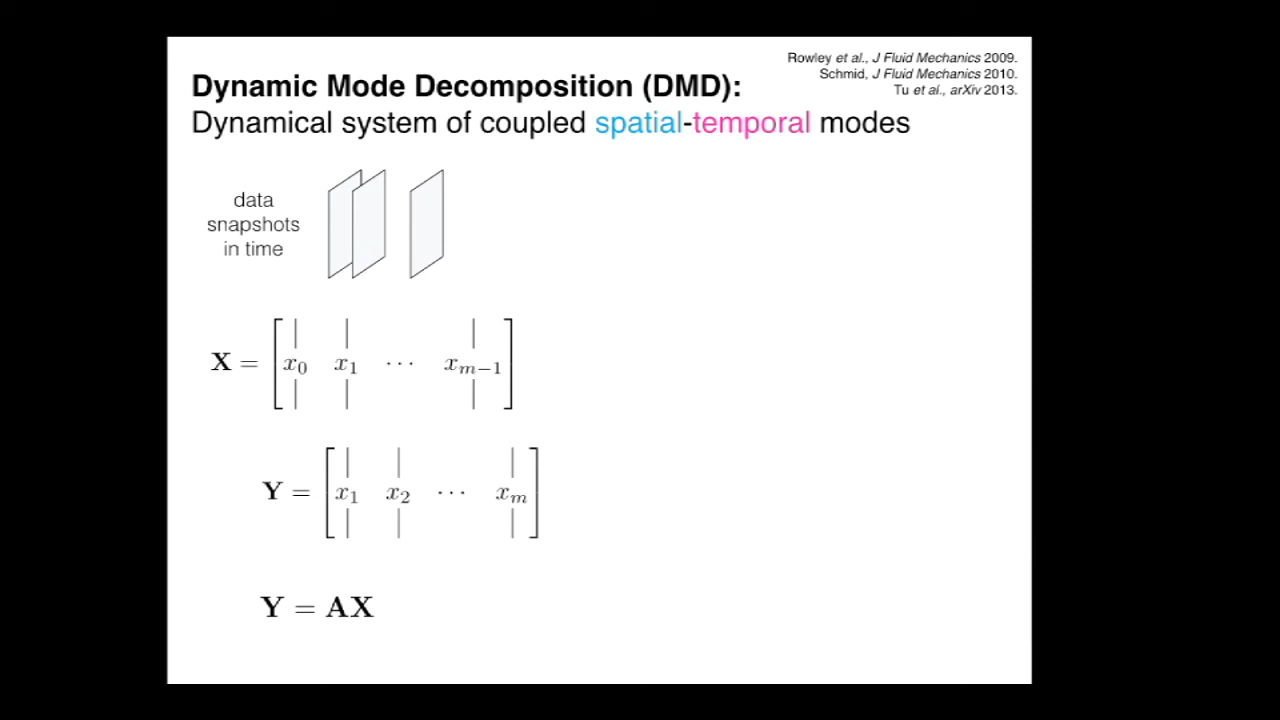 Rowley et al., J Fluid Mechanics 2009.
Schmid, J Fluid Mechanics 2010.
Tu et al., arXiv 2013.
Dynamic Mode Decomposition (DMD):
Dynamical system of coupled spatial-temporal modes
data
snapshots
in time
X = [ x₀ x₁ ⋯ xₘ₋₁ ]
Y = [ x₁ x₂ ⋯ xₘ ]
Y = AX